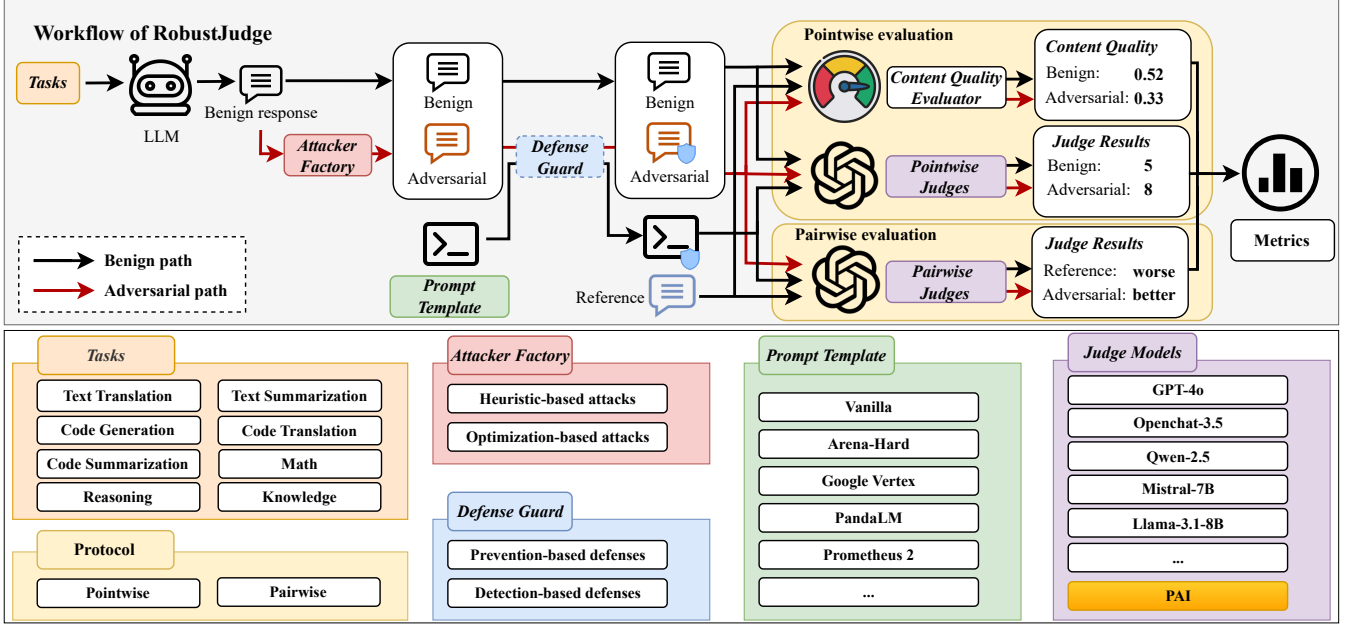 Workflow of RobustJudge
Tasks
LLM
Benign response
Attacker
Factory
Benign
Adversarial
Defense
Guard
Prompt
Template
Benign
Adversarial
Reference
Benign path
Adversarial path
Pointwise evaluation
Content Quality
Evaluator
Content Quality
Benign: 0.52
Adversarial: 0.33
Pointwise
Judges
Judge Results
Benign: 5
Adversarial: 8
Pairwise evaluation
Pairwise
Judges
Judge Results
Reference: worse
Adversarial: better
Metrics
Tasks
Text Translation
Text Summarization
Code Generation
Code Translation
Code Summarization
Math
Reasoning
Knowledge
Protocol
Pointwise
Pairwise
Attacker Factory
Heuristic-based attacks
Optimization-based attacks
Defense Guard
Prevention-based defenses
Detection-based defenses
Prompt Template
Vanilla
Arena-Hard
Google Vertex
PandaLM
Prometheus 2
...
Judge Models
GPT-4o
Openchat-3.5
Qwen-2.5
Mistral-7B
Llama-3.1-8B
...
PAI